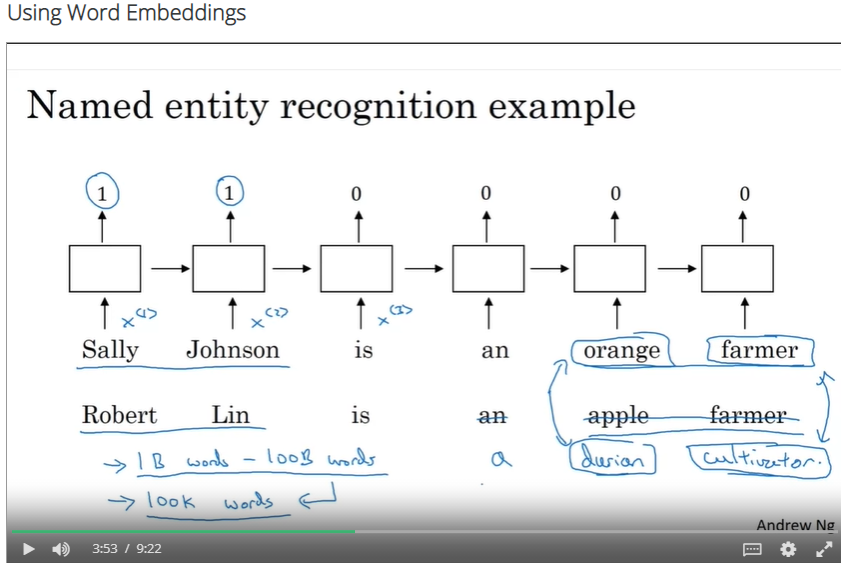 Using Word Embeddings
Named entity recognition example
1 1 0 0 0 0
x<1> x<2> x<3>
Sally Johnson is an orange farmer
Robert Lin is an apple farmer
→ 1B words - 100B words a durian cultivator.
→ 100k words
Andrew Ng
3:53 / 9:22